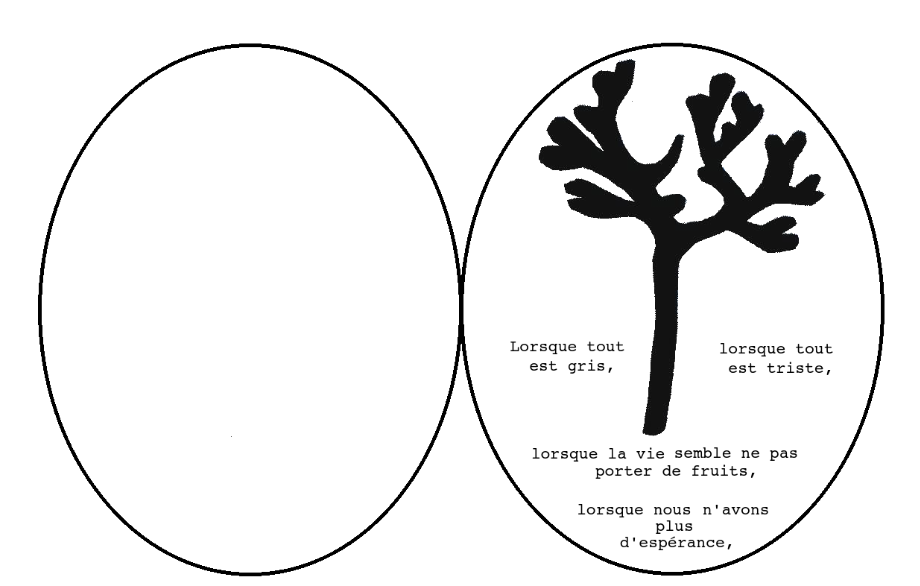 Lorsque tout
est gris,
lorsque tout
est triste,
lorsque la vie semble ne pas
porter de fruits,
lorsque nous n'avons
plus
d'espérance,